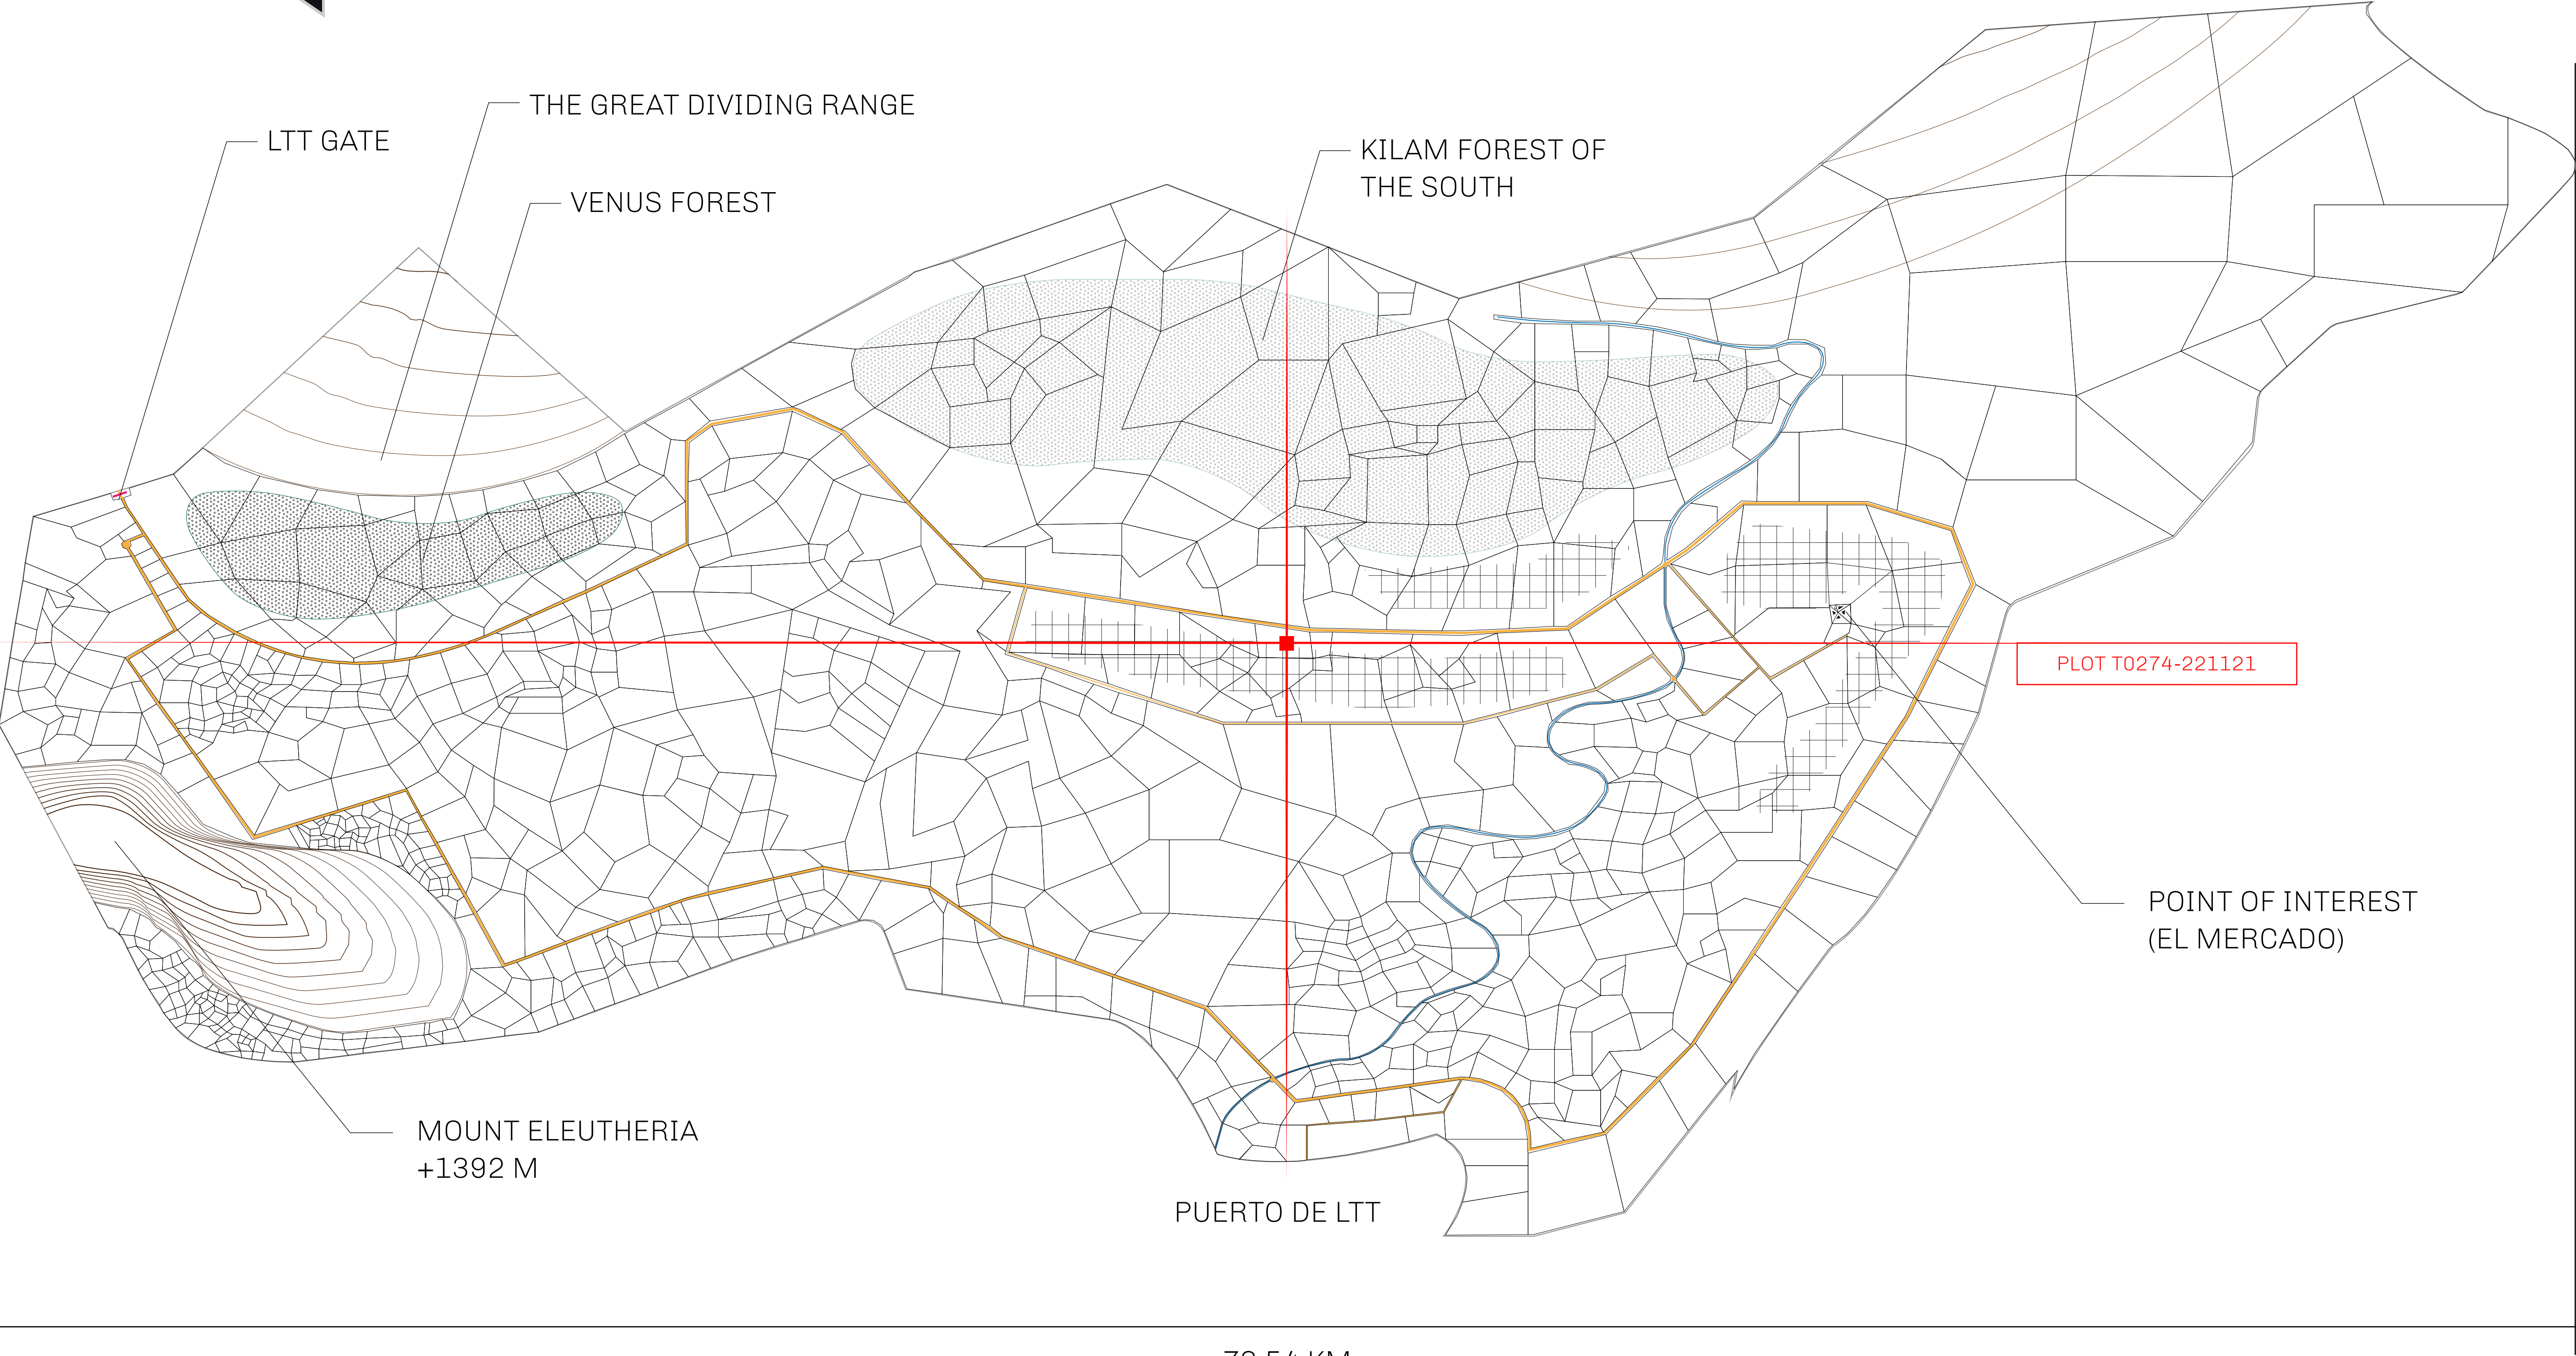 THE GREAT DIVIDING RANGE
LTT GATE
KILAM FOREST OF
THE SOUTH
VENUS FOREST
PLOT T0274-221121
POINT OF INTEREST
(EL MERCADO)
MOUNT ELEUTHERIA
+1392 M
PUERTO DE LTT